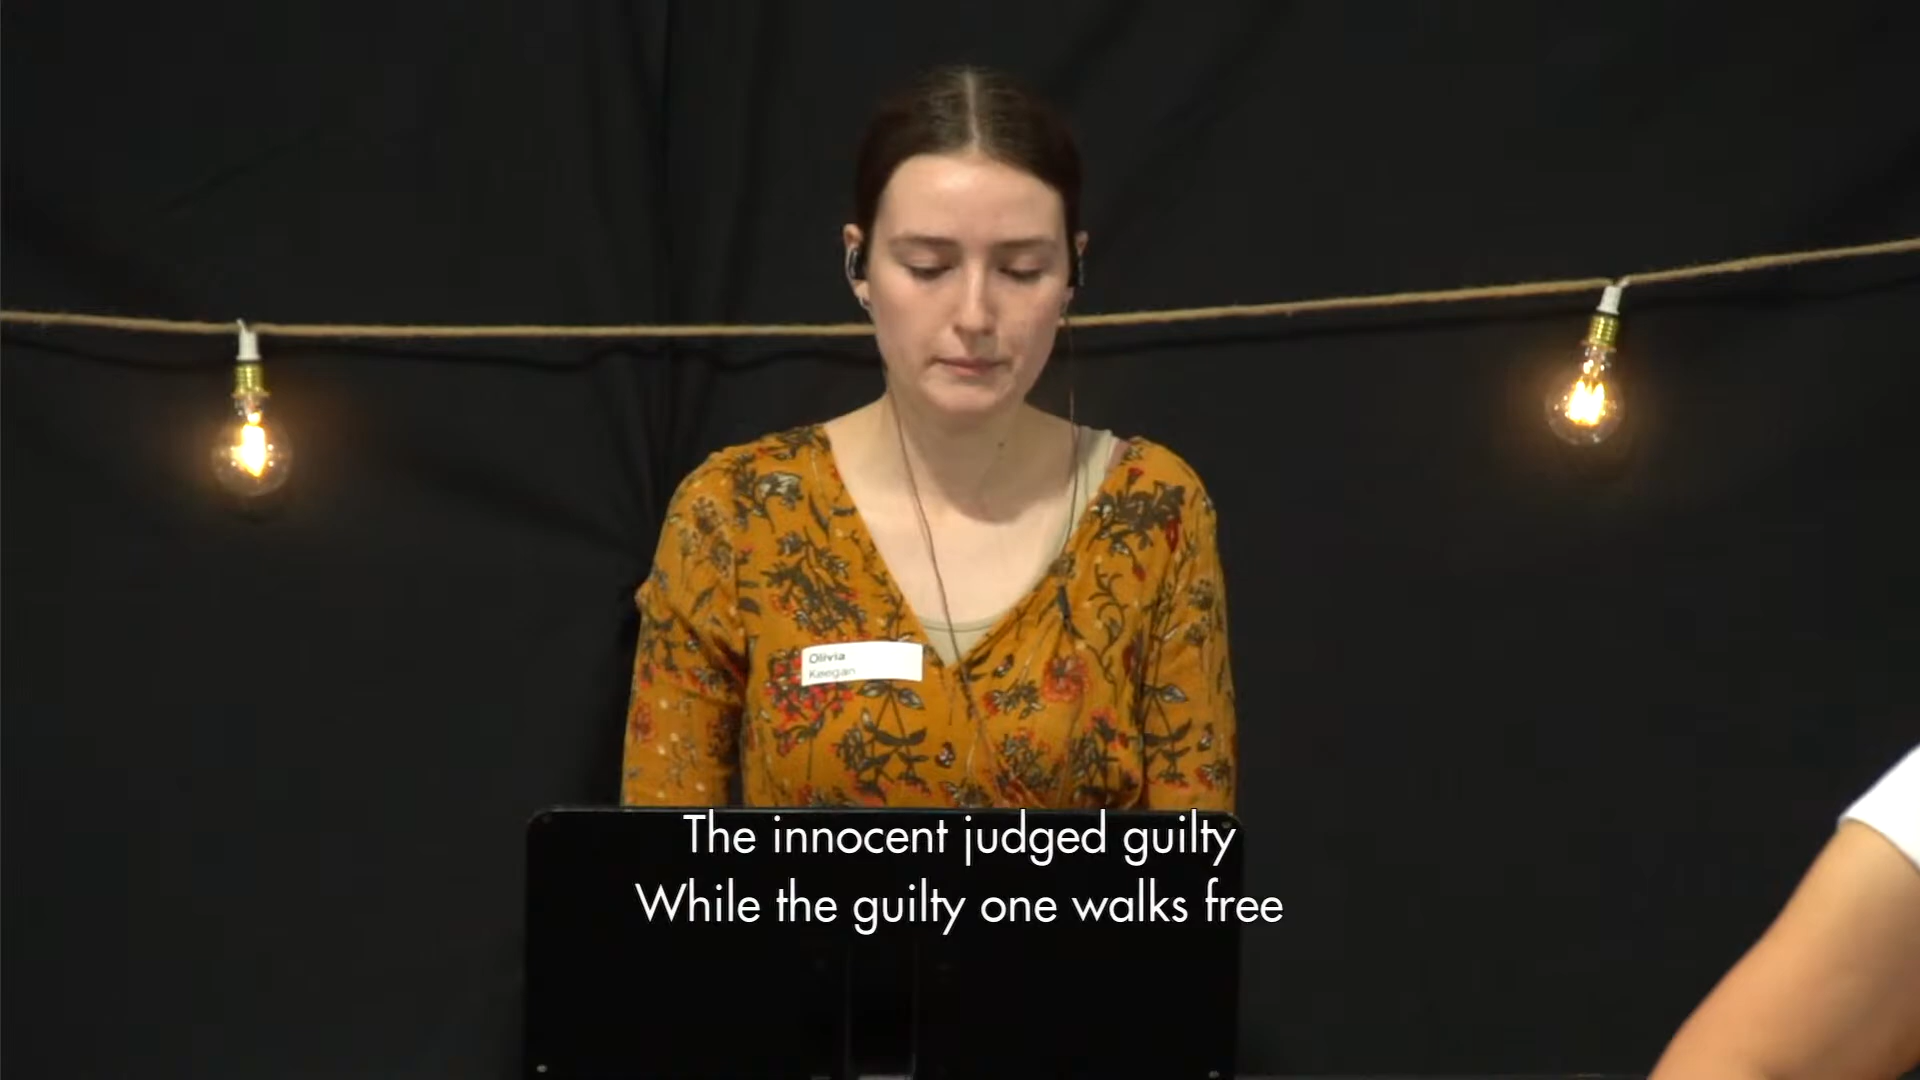 Olivia
Keegan
The innocent judged guilty
While the guilty one walks free